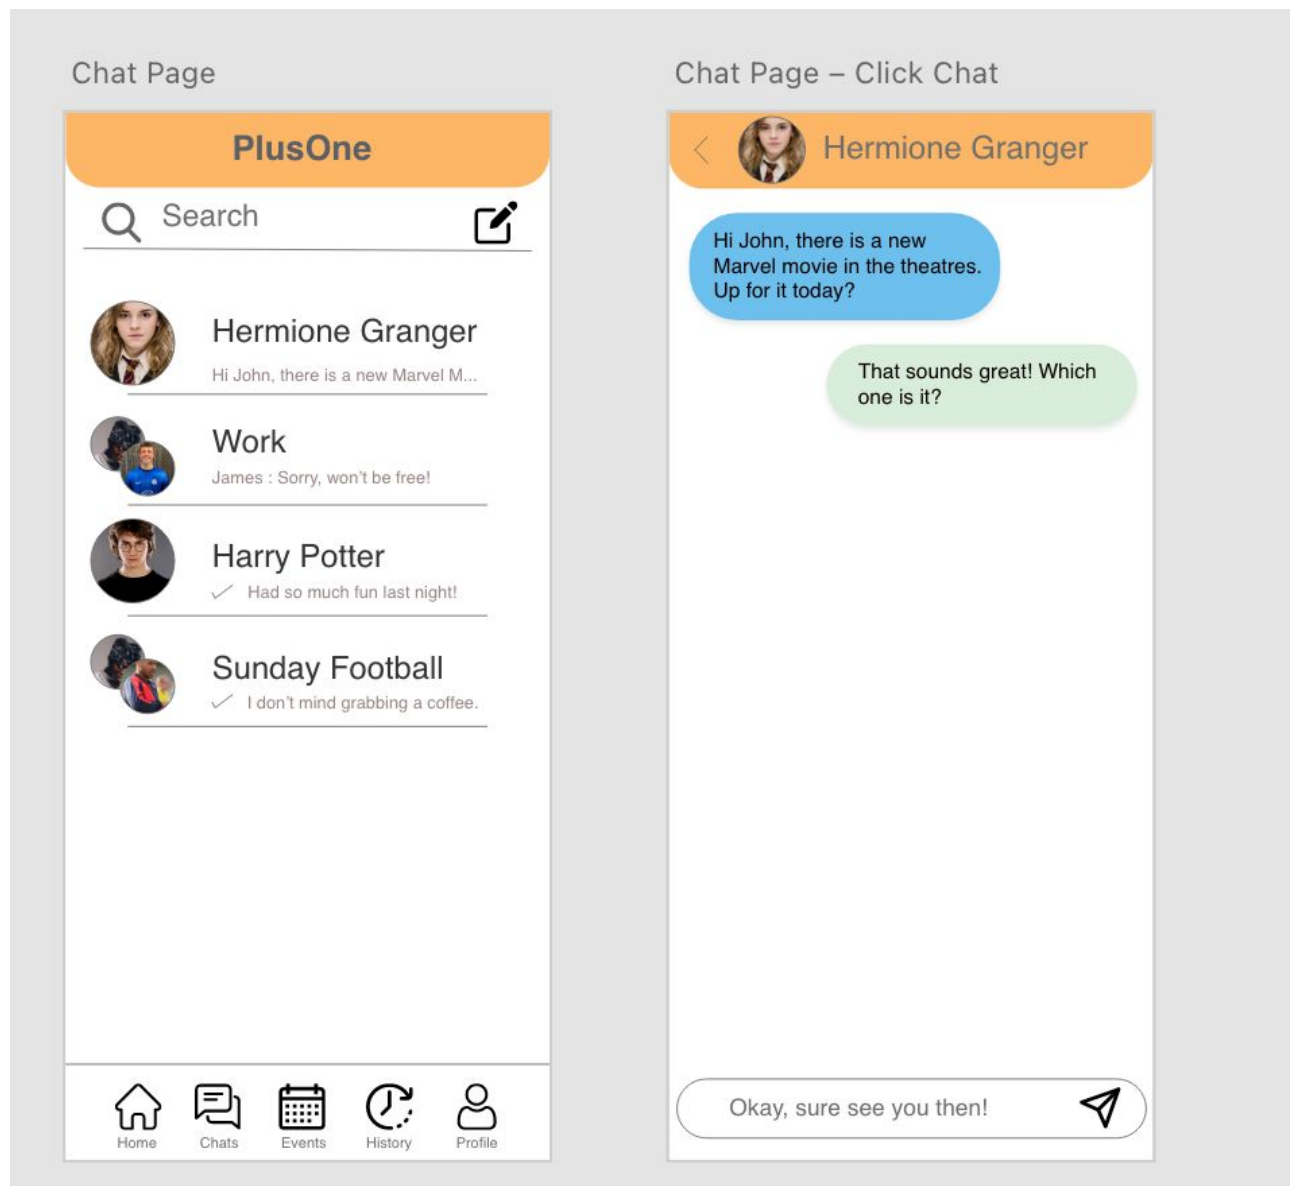 Chat Page
PlusOne
Search
Hermione Granger
Hi John, there is a new Marvel M...
Work
James : Sorry, won't be free!
Harry Potter
Had so much fun last night!
Sunday Football
I don't mind grabbing a coffee.
Home Chats Events History Profile
Chat Page – Click Chat
Hermione Granger
Hi John, there is a new
Marvel movie in the theatres.
Up for it today?
That sounds great! Which
one is it?
Okay, sure see you then!